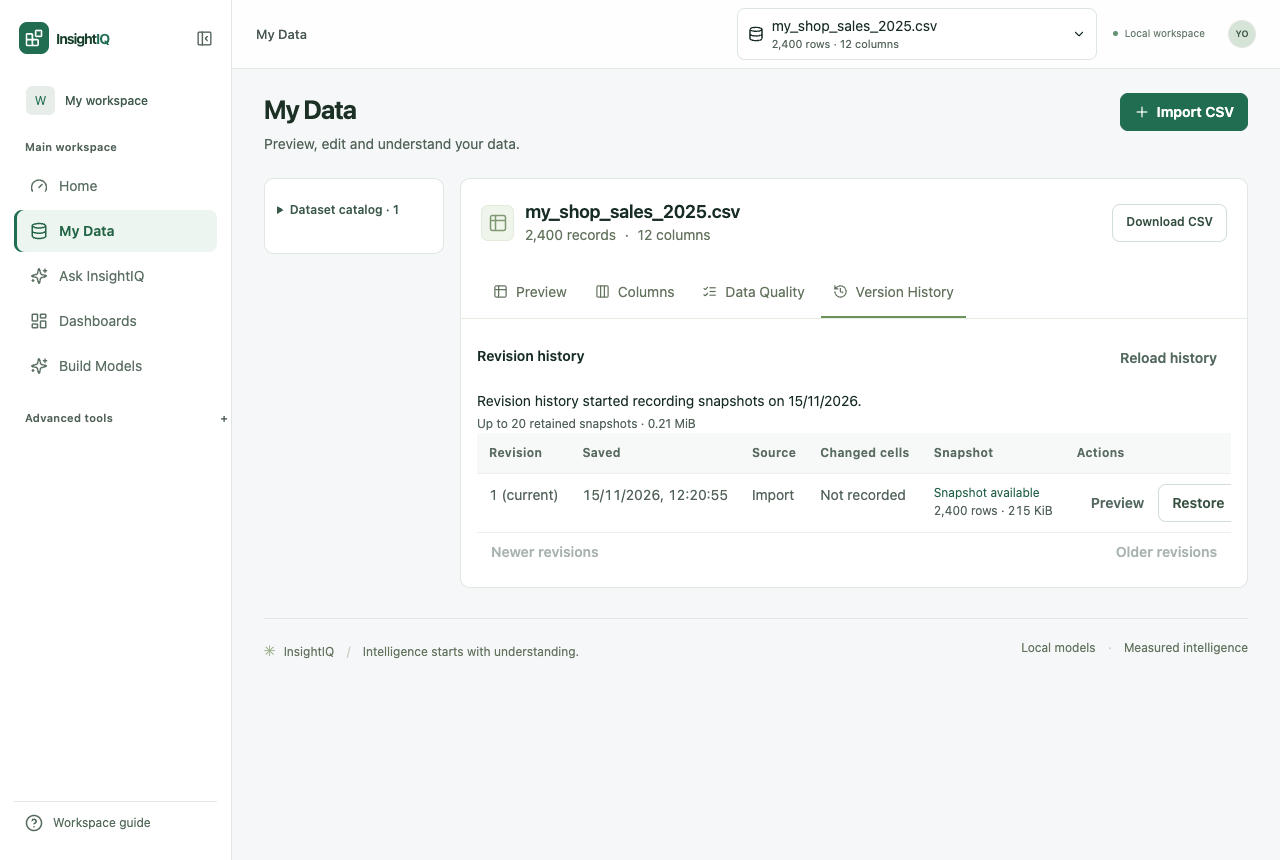 InsightIQ
W
My workspace
Main workspace
Home
My Data
Ask InsightIQ
Dashboards
Build Models
Advanced tools +
Workspace guide
My Data
my_shop_sales_2025.csv
2,400 rows · 12 columns
Local workspace
YO
My Data
Preview, edit and understand your data.
+ Import CSV
Dataset catalog · 1
my_shop_sales_2025.csv
2,400 records · 12 columns
Download CSV
Preview Columns Data Quality Version History
Revision history
Reload history
Revision history started recording snapshots on 15/11/2026.
Up to 20 retained snapshots · 0.21 MiB
Revision Saved Source Changed cells Snapshot Actions
1 (current) 15/11/2026, 12:20:55 Import Not recorded Snapshot available Preview Restore
2,400 rows · 215 KiB
Newer revisions Older revisions
InsightIQ / Intelligence starts with understanding.
Local models · Measured intelligence